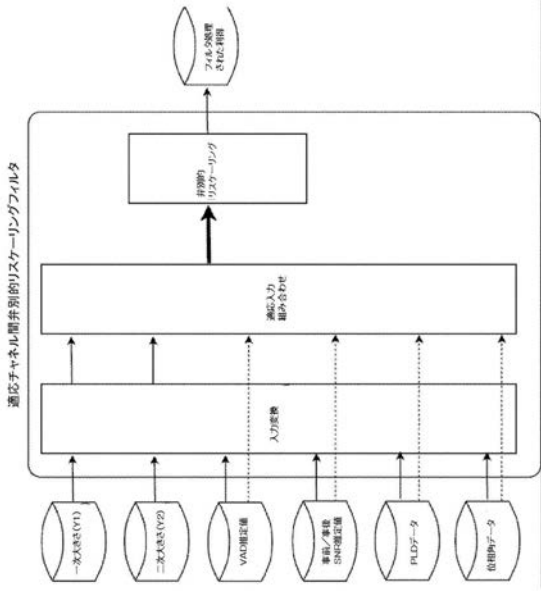 適応チャネル間弁別的リスケーリングフィルタ
一次大きさ(Y1)
二次大きさ(Y2)
VAD推定値
事前/事後
SNR推定値
PLDデータ
位相角データ
入力変換
適応入力
組み合わせ
弁別的
リスケーリング
フィルタ処理
された利得